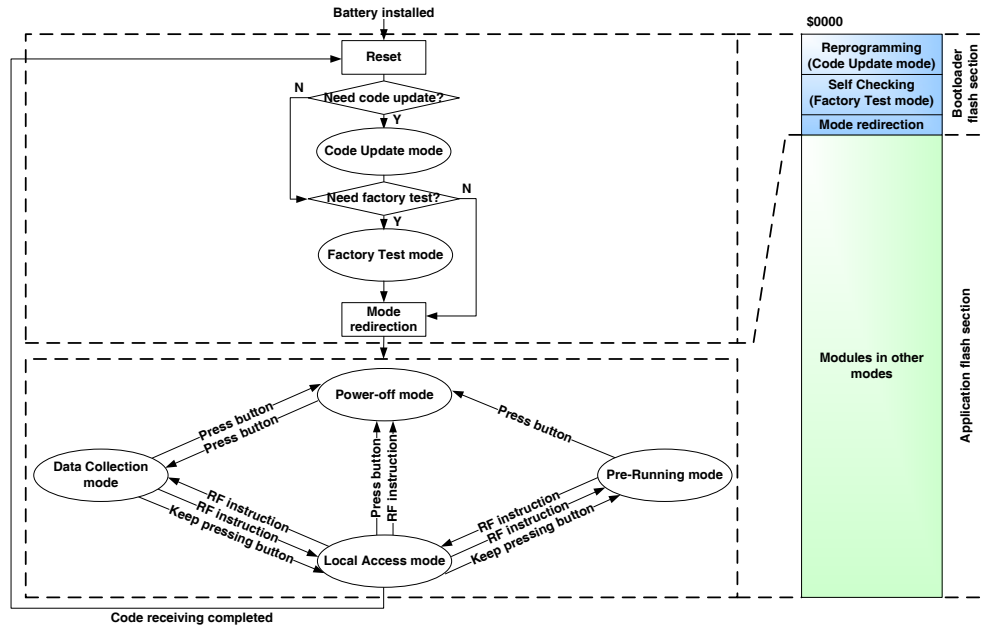 Battery installed
Reset
Need code update?
N
Y
Code Update mode
Need factory test?
N
Y
Factory Test mode
Mode
redirection
Power-off mode
Press button
Press button
Press button
Press button
RF instruction
Data Collection
mode
Pre-Running mode
RF instruction
RF instruction
Keep pressing button
RF instruction
RF instruction
Keep pressing button
Local Access mode
Code receiving completed
$0000
Reprogramming
(Code Update mode)
Self Checking
(Factory Test mode)
Mode redirection
Bootloader
flash section
Modules in other
modes
Application flash section